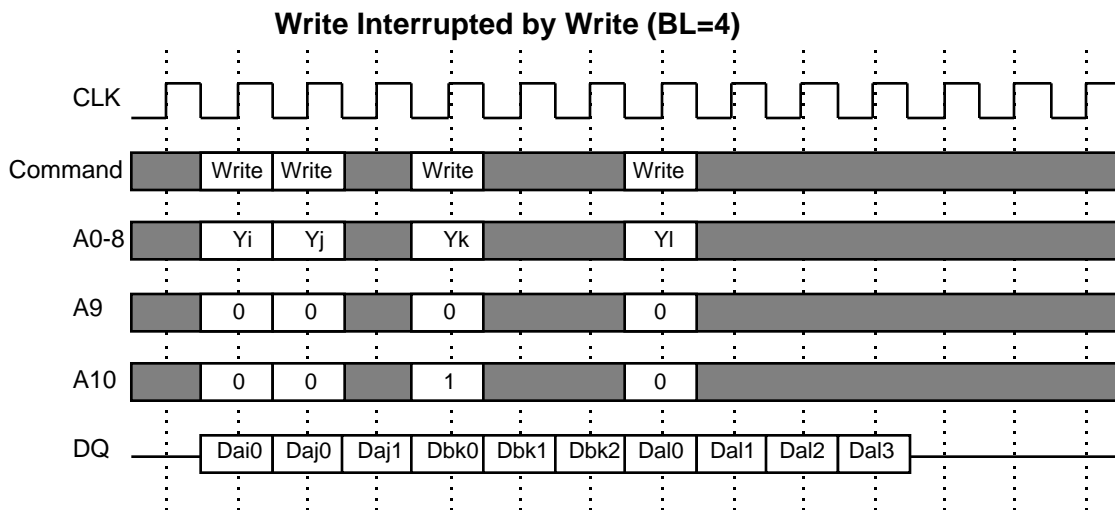 Write Interrupted by Write (BL=4)
CLK
Command Write Write Write Write
A0-8 Yi Yj Yk Yl
A9 0 0 0 0
A10 0 0 1 0
DQ Dai0 Daj0 Daj1 Dbk0 Dbk1 Dbk2 Dal0 Dal1 Dal2 Dal3